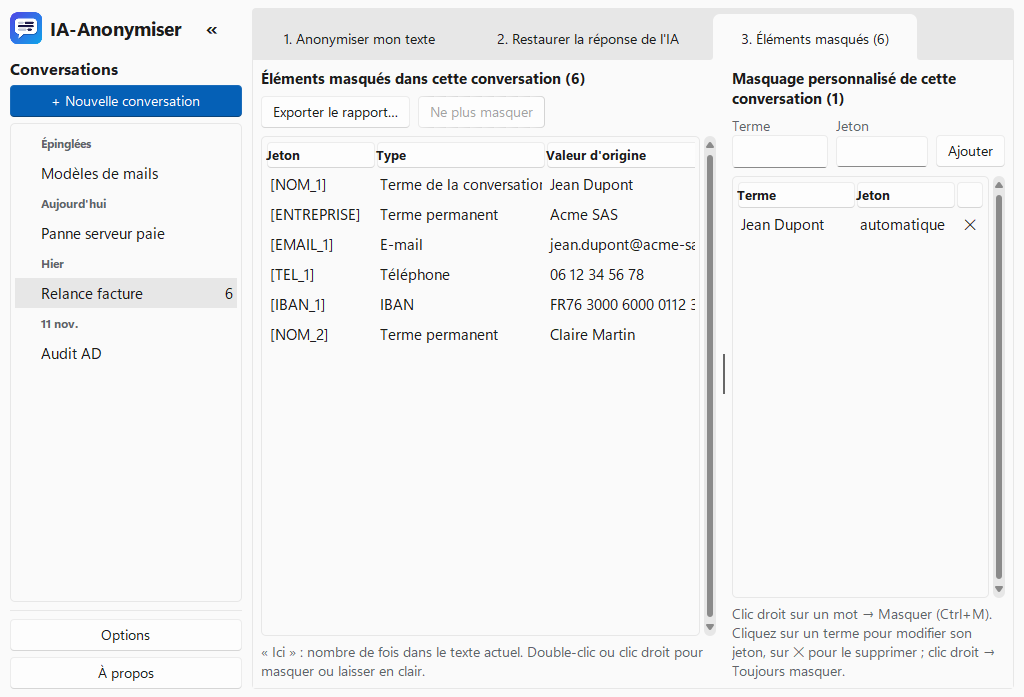 IA-Anonymiser «
Conversations
+ Nouvelle conversation
Épinglées
Modèles de mails
Aujourd'hui
Panne serveur paie
Hier
Relance facture 6
11 nov.
Audit AD
Options
À propos
1. Anonymiser mon texte 2. Restaurer la réponse de l'IA 3. Éléments masqués (6)
Éléments masqués dans cette conversation (6)
Exporter le rapport... Ne plus masquer
Jeton Type Valeur d'origine
[NOM_1] Terme de la conversation Jean Dupont
[ENTREPRISE] Terme permanent Acme SAS
[EMAIL_1] E-mail jean.dupont@acme-sa
[TEL_1] Téléphone 06 12 34 56 78
[IBAN_1] IBAN FR76 3000 6000 0112 3
[NOM_2] Terme permanent Claire Martin
« Ici » : nombre de fois dans le texte actuel. Double-clic ou clic droit pour
masquer ou laisser en clair.
Masquage personnalisé de cette
conversation (1)
Terme Jeton
Ajouter
Terme Jeton
Jean Dupont automatique ✕
Clic droit sur un mot → Masquer (Ctrl+M).
Cliquez sur un terme pour modifier son
jeton, sur ✕ pour le supprimer ; clic droit →
Toujours masquer.